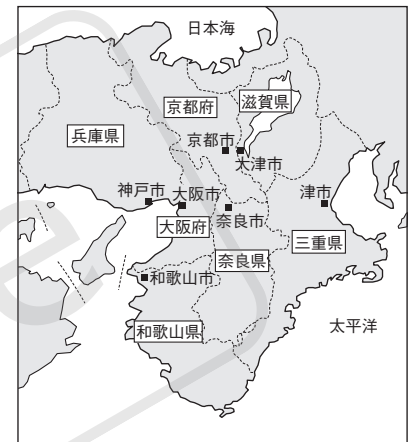 日本海
京都府
滋賀県
兵庫県
京都市
大津市
神戸市
大阪市
奈良市
津市
大阪府
奈良県
三重県
和歌山市
和歌山県
太平洋